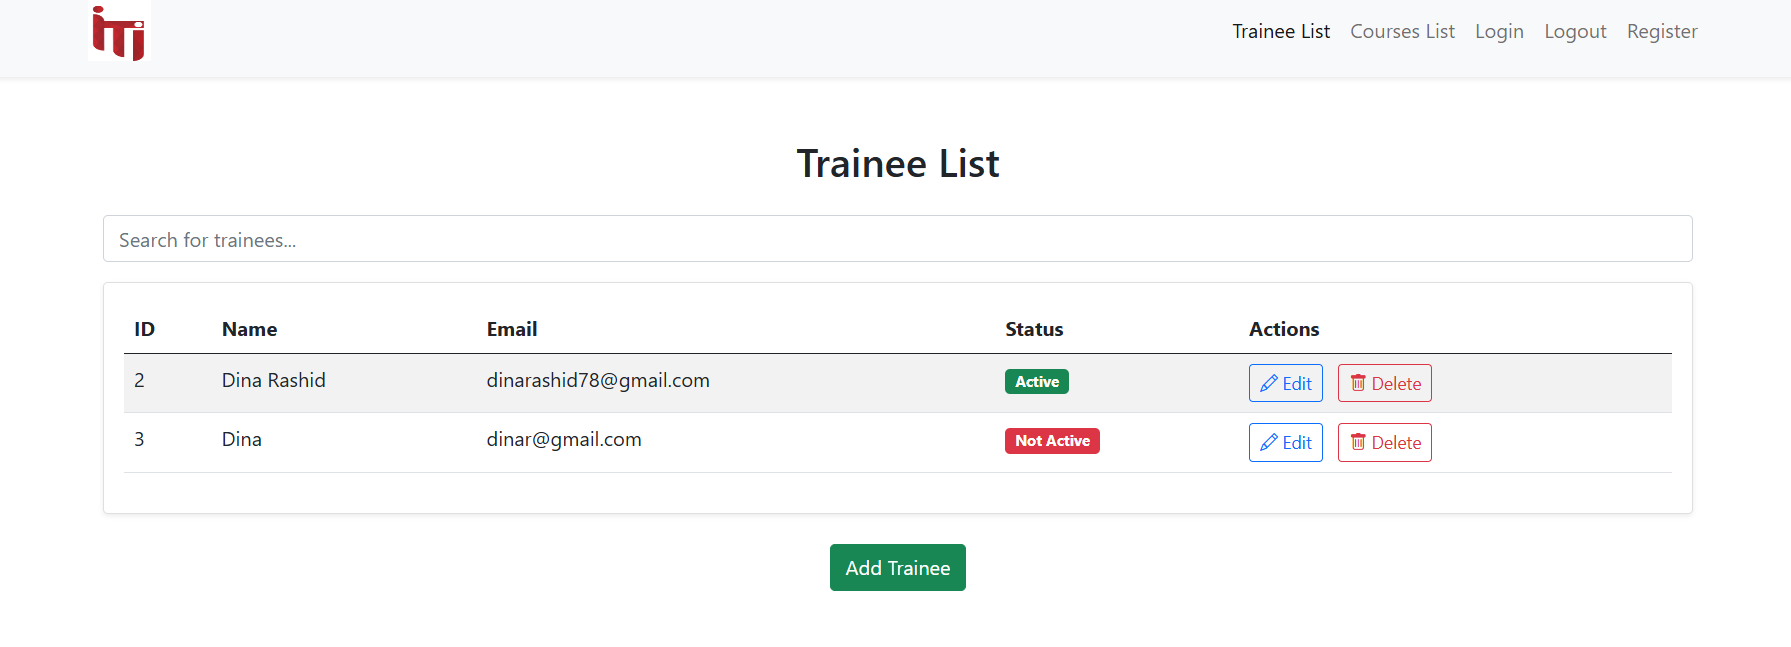 iTi
Trainee List Courses List Login Logout Register
Trainee List
Search for trainees...
ID Name Email Status Actions
2 Dina Rashid dinarashid78@gmail.com Active Edit Delete
3 Dina dinar@gmail.com Not Active Edit Delete
Add Trainee